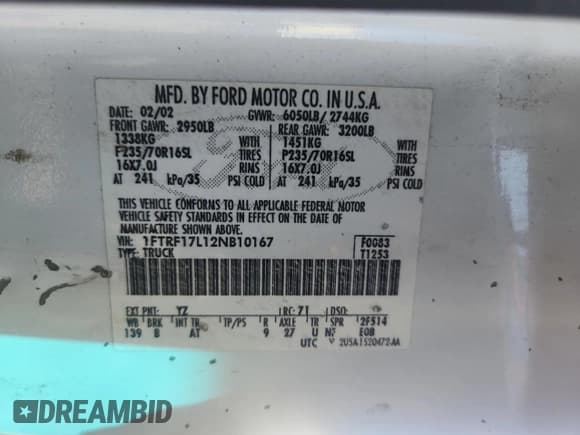 MFD. BY FORD MOTOR CO. IN U.S.A.
DATE: 02/02 GVWR: 6050LB/ 2744KG
FRONT GAWR: 2950LB REAR GAWR: 3200LB
1338KG WITH 1451KG WITH
P235/70R16SL TIRES P235/70R16SL TIRES
16X7.0J RIMS 16X7.0J RIMS
AT 241 kPa/35 PSI COLD AT 241 kPa/35 PSI COLD
THIS VEHICLE CONFORMS TO ALL APPLICABLE FEDERAL MOTOR
VEHICLE SAFETY STANDARDS IN EFFECT ON THE DATE OF
MANUFACTURE SHOWN ABOVE.
VIN: 1FTRF17L12NB10167 F0083
TYPE: TRUCK T1253
EXT PNT: YZ RC: 71 DSO:
WB BRK INT TR TP/PS R AXLE TR SPR 2F514
139 B AT 9 27 U E0B
UTC 2U5A-1520472-AA
DREAMBID